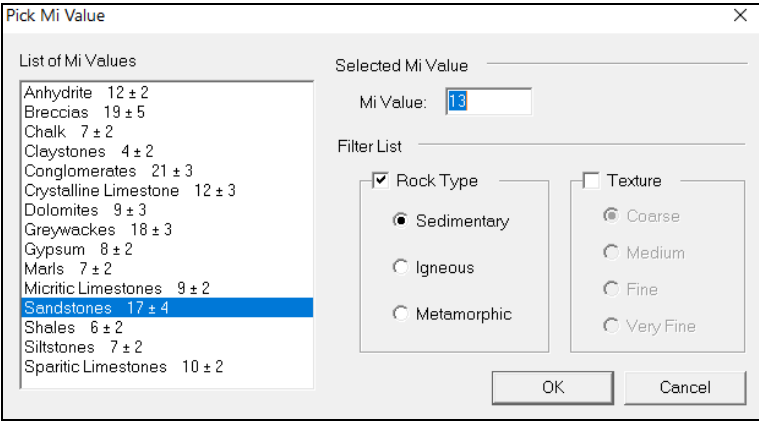 Pick Mi Value
List of Mi Values
Anhydrite 12 ± 2
Breccias 19 ± 5
Chalk 7 ± 2
Claystones 4 ± 2
Conglomerates 21 ± 3
Crystalline Limestone 12 ± 3
Dolomites 9 ± 3
Greywackes 18 ± 3
Gypsum 8 ± 2
Marls 7 ± 2
Micritic Limestones 9 ± 2
Sandstones 17 ± 4
Shales 6 ± 2
Siltstones 7 ± 2
Sparitic Limestones 10 ± 2
Selected Mi Value
Mi Value: 13
Filter List
Rock Type
Sedimentary
Igneous
Metamorphic
Texture
Coarse
Medium
Fine
Very Fine
OK
Cancel